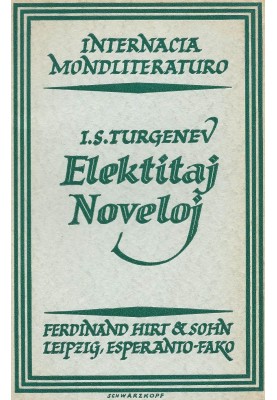 INTERNACIA
MONDLITERATURO
I.S. TURGENEV
Elektitaj
Noveloj
FERDINAND HIRT & SOHN
LEIPZIG, ESPERANTO-FAKO
SCHWARZKOPF